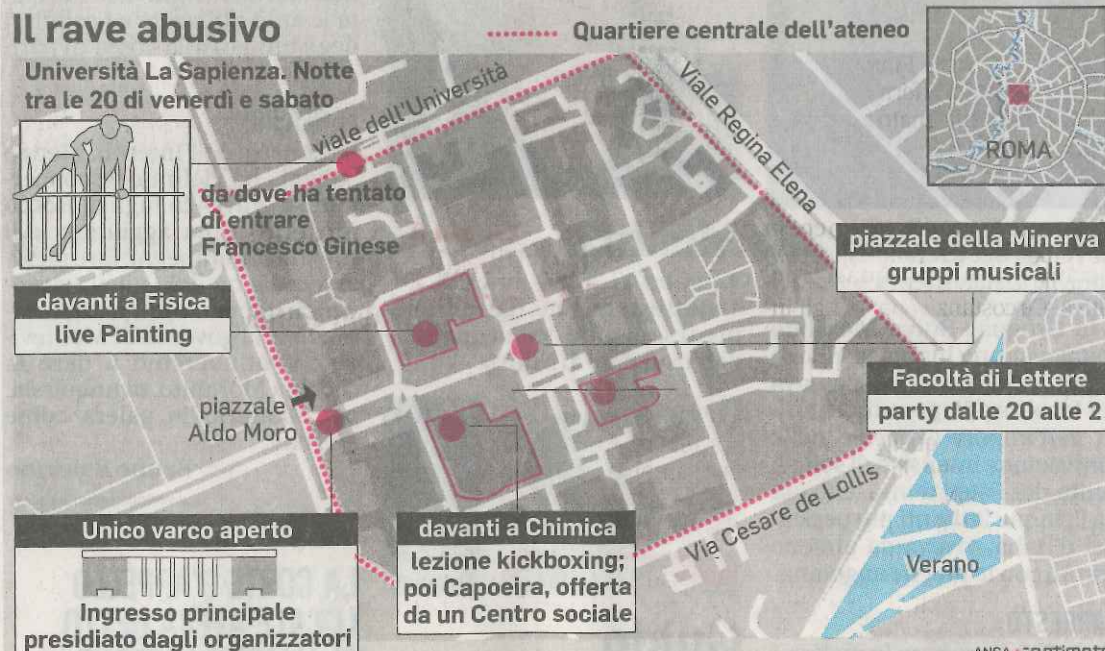 Il rave abusivo
Quartiere centrale dell'ateneo
Università La Sapienza. Notte
tra le 20 di venerdì e sabato
viale dell'Università
Viale Regina Elena
ROMA
da dove ha tentato
di entrare
Francesco Ginese
piazzale della Minerva
gruppi musicali
davanti a Fisica
live Painting
Facoltà di Lettere
party dalle 20 alle 2
piazzale
Aldo Moro
Via Cesare de Lollis
Verano
Unico varco aperto
Ingresso principale
presidiato dagli organizzatori
davanti a Chimica
lezione kickboxing;
poi Capoeira, offerta
da un Centro sociale